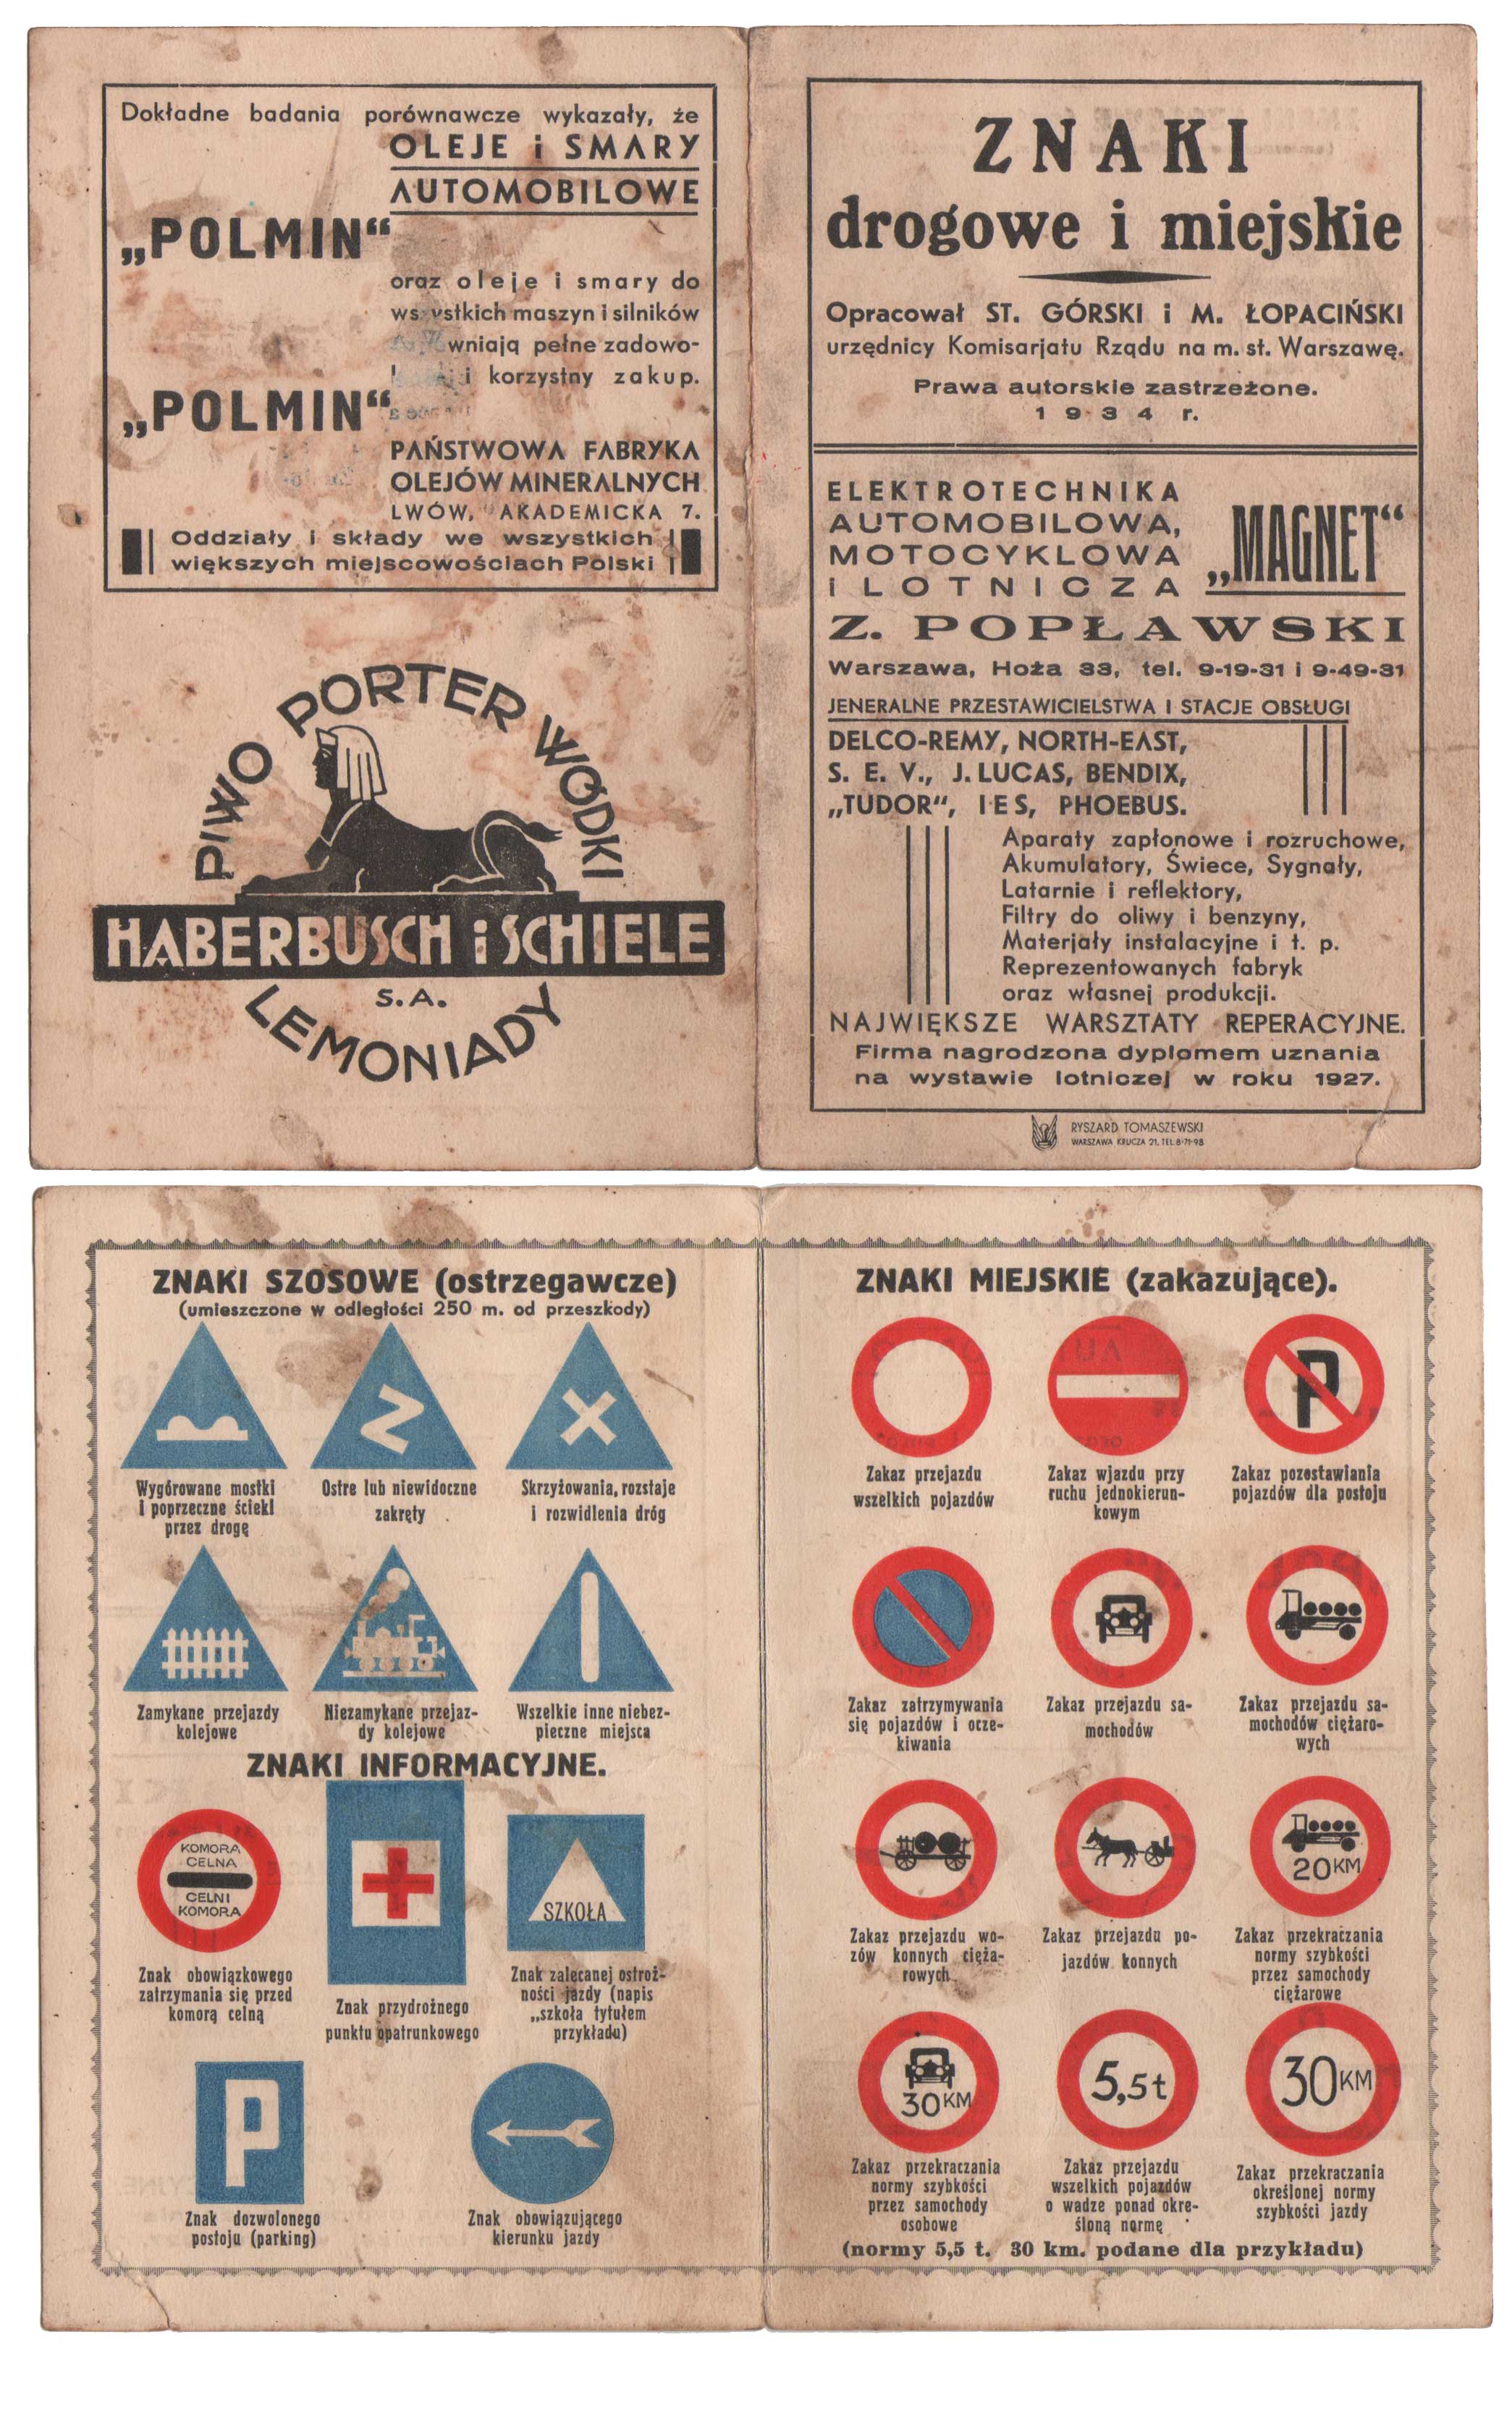 Dokładne badania porównawcze wykazały, że
OLEJE i SMARY
AUTOMOBILOWE
„POLMIN“
oraz oleje i smary do
wszystkich maszyn i silników
wniają pełne zadowo-
i korzystny zakup.
„POLMIN“
PAŃSTWOWA FABRYKA
OLEJÓW MINERALNYCH
LWÓW, AKADEMICKA 7.
Oddziały i składy we wszystkich
większych miejscowościach Polski
PIWO PORTER WÓDKI
HABERBUSCH i SCHIELE
S.A.
LEMONIADY
ZNAKI
drogowe i miejskie
Opracował ST. GÓRSKI i M. ŁOPACIŃSKI
urzędnicy Komisarjatu Rządu na m. st. Warszawę.
Prawa autorskie zastrzeżone.
1934 r.
ELEKTROTECHNIKA
AUTOMOBILOWA,
MOTOCYKLOWA
i LOTNICZA
„MAGNET“
Z. POPŁAWSKI
Warszawa, Hoża 33, tel. 9-19-31 i 9-49-31
JENERALNE PRZESTAWICIELSTWA I STACJE OBSŁUGI
DELCO-REMY, NORTH-EAST,
S. E. V., J. LUCAS, BENDIX,
„TUDOR“, IES, PHOEBUS.
Aparaty zapłonowe i rozruchowe,
Akumulatory, Świece, Sygnały,
Latarnie i reflektory,
Filtry do oliwy i benzyny,
Materjały instalacyjne i t. p.
Reprezentowanych fabryk
oraz własnej produkcji.
NAJWIĘKSZE WARSZTATY REPERACYJNE.
Firma nagrodzona dyplomem uznania
na wystawie lotniczej w roku 1927.
RYSZARD TOMASZEWSKI
WARSZAWA KRUCZA 21, TEL. 8-71-98
ZNAKI SZOSOWE (ostrzegawcze)
(umieszczone w odległości 250 m. od przeszkody)
Wygórowane mostki
i poprzeczne ścieki
przez drogę
Ostre lub niewidoczne
zakręty
Skrzyżowania, rozstaje
i rozwidlenia dróg
Zamykane przejazdy
kolejowe
Niezamykane przejaz-
dy kolejowe
Wszelkie inne niebez-
pieczne miejsca
ZNAKI INFORMACYJNE.
KOMORA
CELNA
CELNI
KOMORA
SZKOŁA
Znak obowiązkowego
zatrzymania się przed
komorą celną
Znak przydrożnego
punktu opatrunkowego
Znak zalecanej ostroż-
ności jazdy (napis
„szkoła tytułem
przykładu)
P
Znak dozwolonego
postoju (parking)
Znak obowiązującego
kierunku jazdy
ZNAKI MIEJSKIE (zakazujące).
P
Zakaz przejazdu
wszelkich pojazdów
Zakaz wjazdu przy
ruchu jednokierun-
kowym
Zakaz pozostawiania
pojazdów dla postoju
Zakaz zatrzymywania
się pojazdów i ocze-
kiwania
Zakaz przejazdu sa-
mochodów
Zakaz przejazdu sa-
mochodów ciężaro-
wych
20 KM
Zakaz przejazdu wo-
zów konnych cięża-
rowych
Zakaz przejazdu po-
jazdów konnych
Zakaz przekraczania
normy szybkości
przez samochody
ciężarowe
30 KM
5,5t
30 KM
Zakaz przekraczania
normy szybkości
przez samochody
osobowe
Zakaz przejazdu
wszelkich pojazdów
o wadze ponad okre-
śloną normę
Zakaz przekraczania
określonej normy
szybkości jazdy
(normy 5,5 t. 30 km. podane dla przykładu)